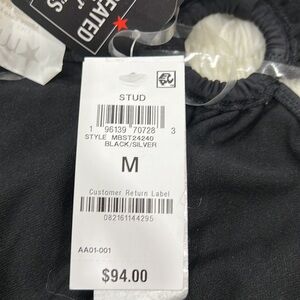 STUD
1 96139 70728 3
STYLE MBST24240
BLACK/SILVER
M
Customer Return Label
082161144295
AA01-001
$94.00